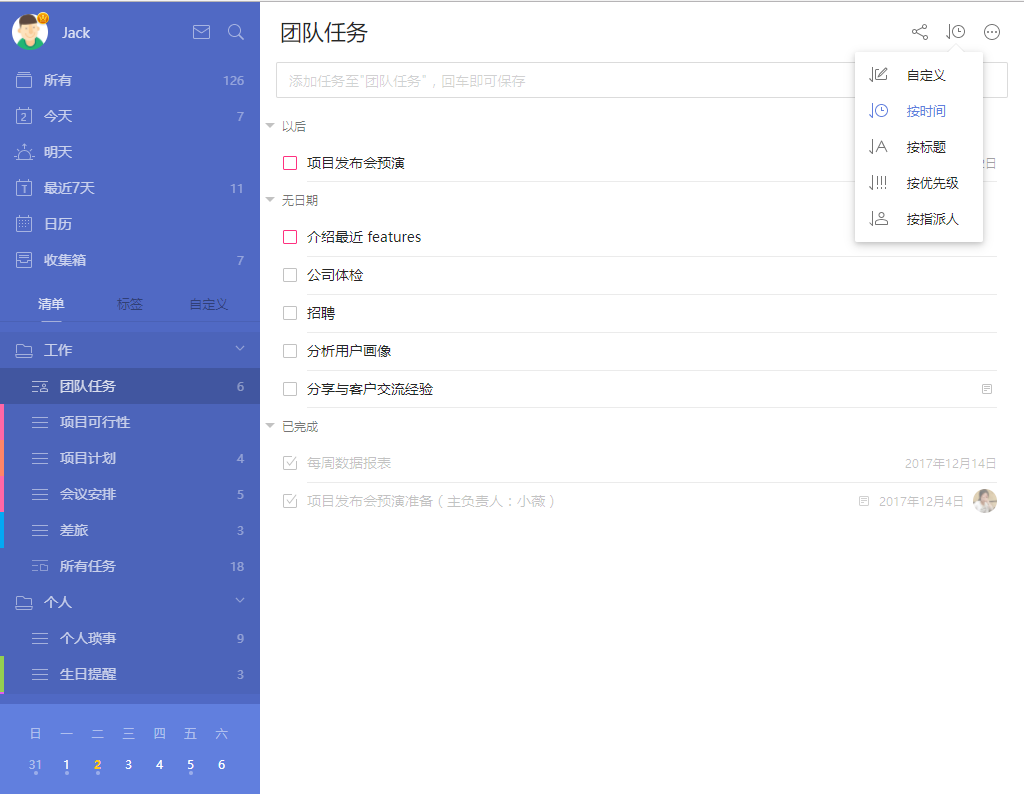 Jack
所有 126
2 今天 7
明天
T 最近7天 11
日历
收集箱 7
清单 标签 自定义
工作
团队任务 6
项目可行性
项目计划 4
会议安排 5
差旅 3
所有任务 18
个人
个人琐事 9
生日提醒 3
日 一 二 三 四 五 六
31 1 2 3 4 5 6
团队任务
添加任务至"团队任务"，回车即可保存
以后
项目发布会预演
日
无日期
介绍最近 features
公司体检
招聘
分析用户画像
分享与客户交流经验
已完成
每周数据报表 2017年12月14日
项目发布会预演准备（主负责人：小薇） 2017年12月4日
自定义
按时间
A 按标题
按优先级
按指派人